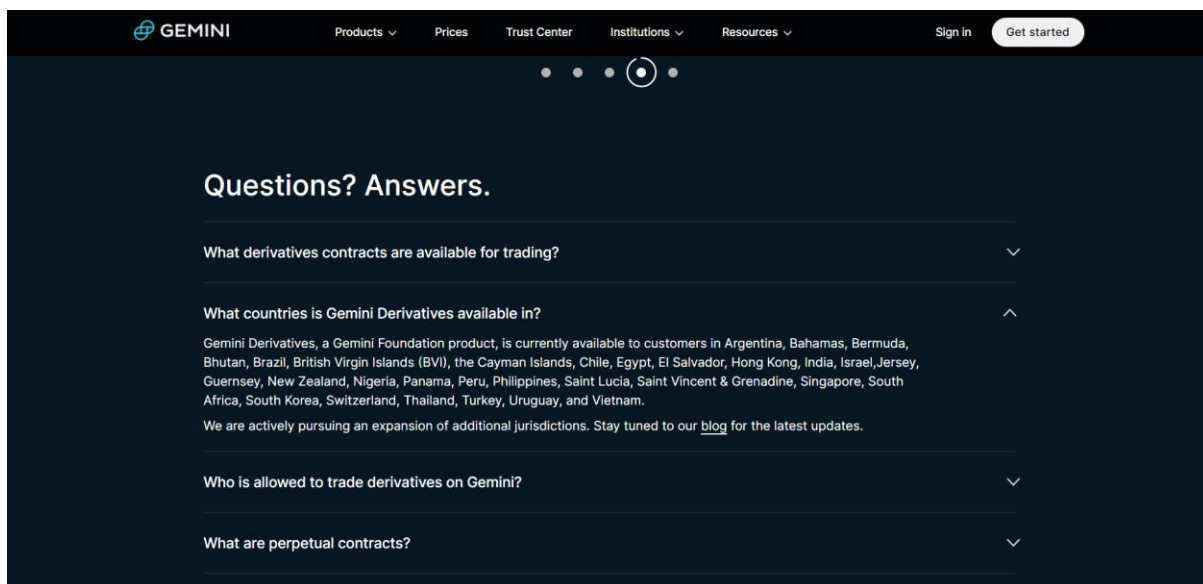 GEMINI Products Prices Trust Center Institutions Resources Sign in Get started
Questions? Answers.
What derivatives contracts are available for trading?
What countries is Gemini Derivatives available in?
Gemini Derivatives, a Gemini Foundation product, is currently available to customers in Argentina, Bahamas, Bermuda,
Bhutan, Brazil, British Virgin Islands (BVI), the Cayman Islands, Chile, Egypt, El Salvador, Hong Kong, India, Israel,Jersey,
Guernsey, New Zealand, Nigeria, Panama, Peru, Philippines, Saint Lucia, Saint Vincent & Grenadine, Singapore, South
Africa, South Korea, Switzerland, Thailand, Turkey, Uruguay, and Vietnam.
We are actively pursuing an expansion of additional jurisdictions. Stay tuned to our blog for the latest updates.
Who is allowed to trade derivatives on Gemini?
What are perpetual contracts?